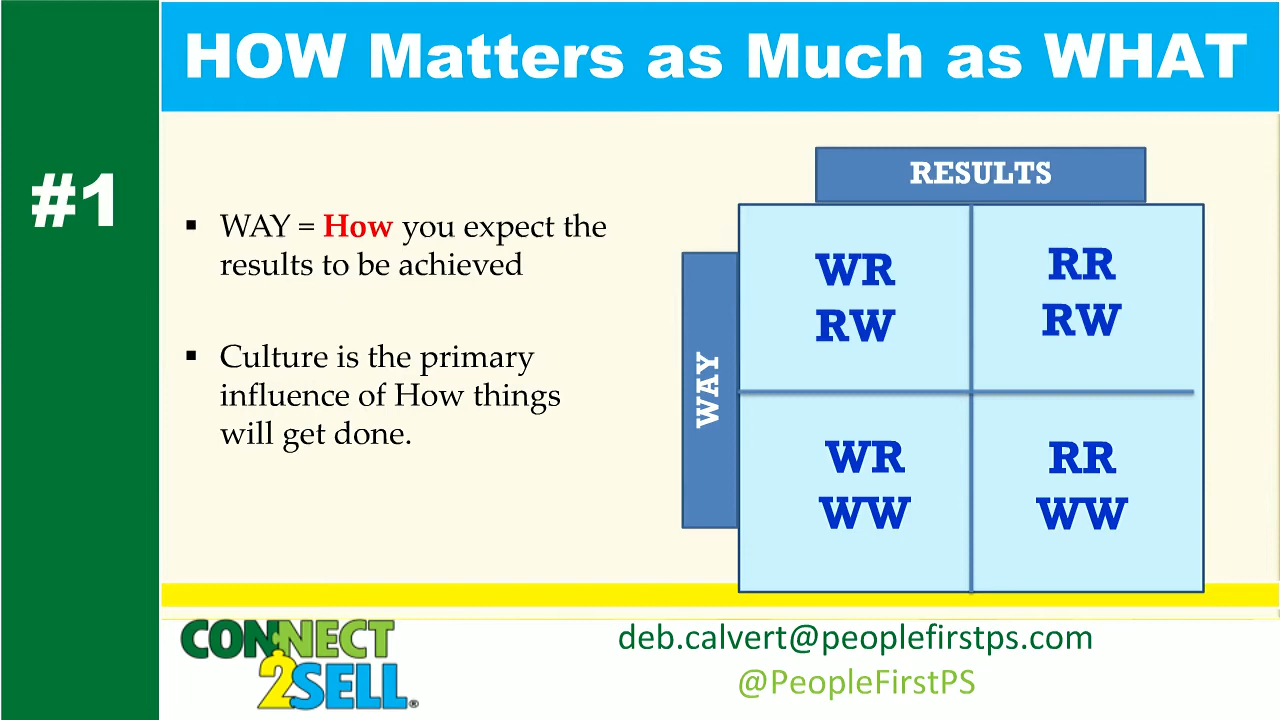 HOW Matters as Much as WHAT
#1
▪ WAY = How you expect the
results to be achieved
▪ Culture is the primary
influence of How things
will get done.
RESULTS
WAY
WR
RW
RR
RW
WR
WW
RR
WW
CONNECT
2SELL®
deb.calvert@peoplefirstps.com
@PeopleFirstPS